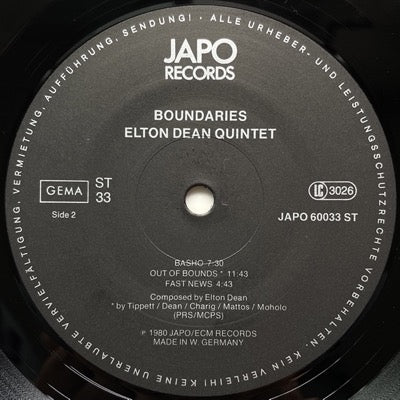 ALLE URHEBER- UND LEISTUNGSSCHUTZRECHTE VORBEHALTEN. KEIN VERLEIH! KEINE UNERLAUBTE VERVIELFÄLTIGUNG, VERMIETUNG, AUFFÜHRUNG, SENDUNG!
JAPO
RECORDS
BOUNDARIES
ELTON DEAN QUINTET
GEMA
ST
33
LC 3026
Side 2
JAPO 60033 ST
BASHO 7:30
OUT OF BOUNDS * 11:43
FAST NEWS 4:43
Composed by Elton Dean
* by Tippett / Dean / Charig / Mattos / Moholo
(PRS/MCPS)
℗ 1980 JAPO/ECM RECORDS
MADE IN W. GERMANY